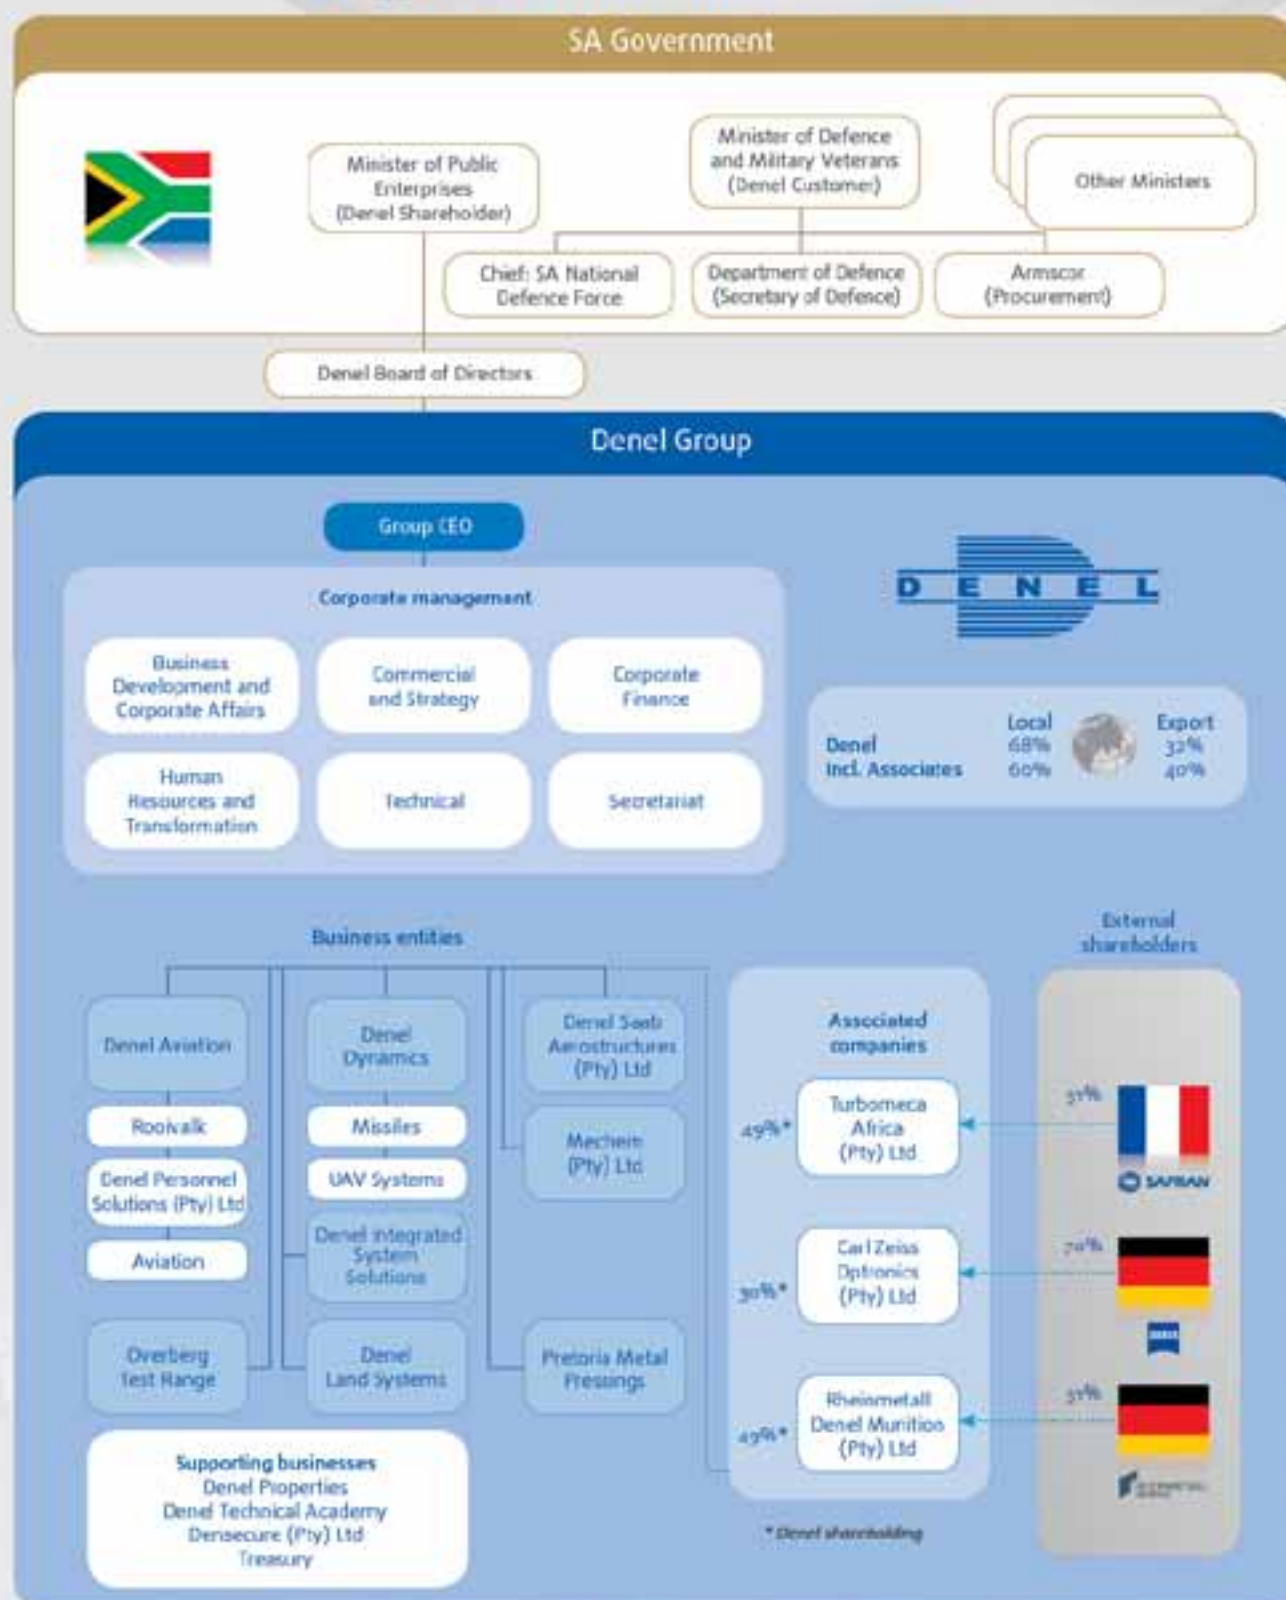 SA Government
Minister of Public
Enterprises
(Denel Shareholder)
Minister of Defence
and Military Veterans
(Denel Customer)
Other Ministers
Chief: SA National
Defence Force
Department of Defence
(Secretary of Defence)
Armscor
(Procurement)
Denel Board of Directors
Denel Group
Group CEO
Corporate management
Business
Development and
Corporate Affairs
Commercial
and Strategy
Corporate
Finance
Human
Resources and
Transformation
Technical
Secretariat
DENEL
Local Export
Denel 68% 32%
Incl. Associates 60% 40%
Business entities
Denel Aviation
Rooivalk
Denel Personnel
Solutions (Pty) Ltd
Aviation
Overberg
Test Range
Denel
Dynamics
Missiles
UAV Systems
Denel Integrated
System
Solutions
Denel
Land Systems
Denel Saab
Aerostructures
(Pty) Ltd
Mechem
(Pty) Ltd
Pretoria Metal
Pressings
Supporting businesses
Denel Properties
Denel Technical Academy
Densecure (Pty) Ltd
Treasury
Associated
companies
49%*
Turbomeca
Africa
(Pty) Ltd
30%*
Carl Zeiss
Optronics
(Pty) Ltd
49%*
Rheinmetall
Denel Munition
(Pty) Ltd
* Denel shareholding
External
shareholders
51%
SAFRAN
70%
51%